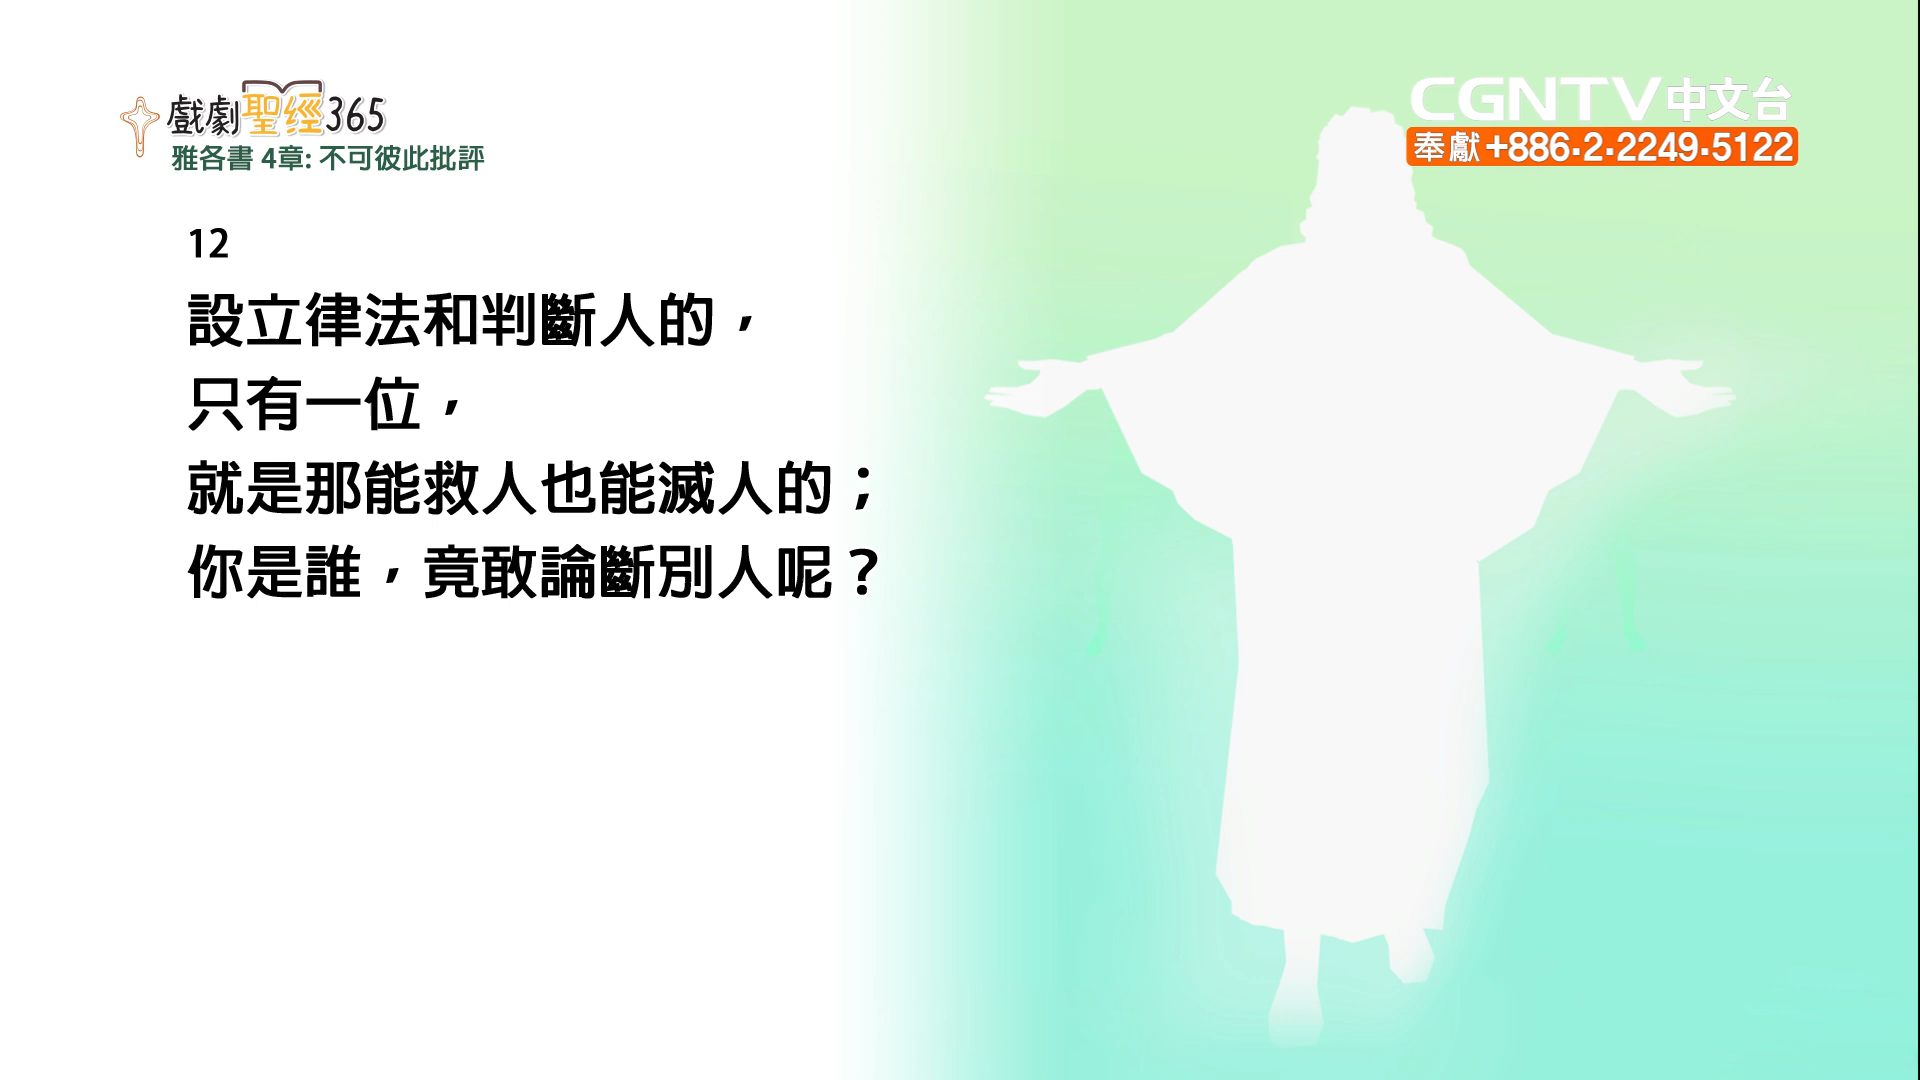 戲劇聖經365
雅各書 4章: 不可彼此批評
CGNTV中文台
奉獻 +886·2·2249·5122
12
設立律法和判斷人的，
只有一位，
就是那能救人也能滅人的；
你是誰，竟敢論斷別人呢？